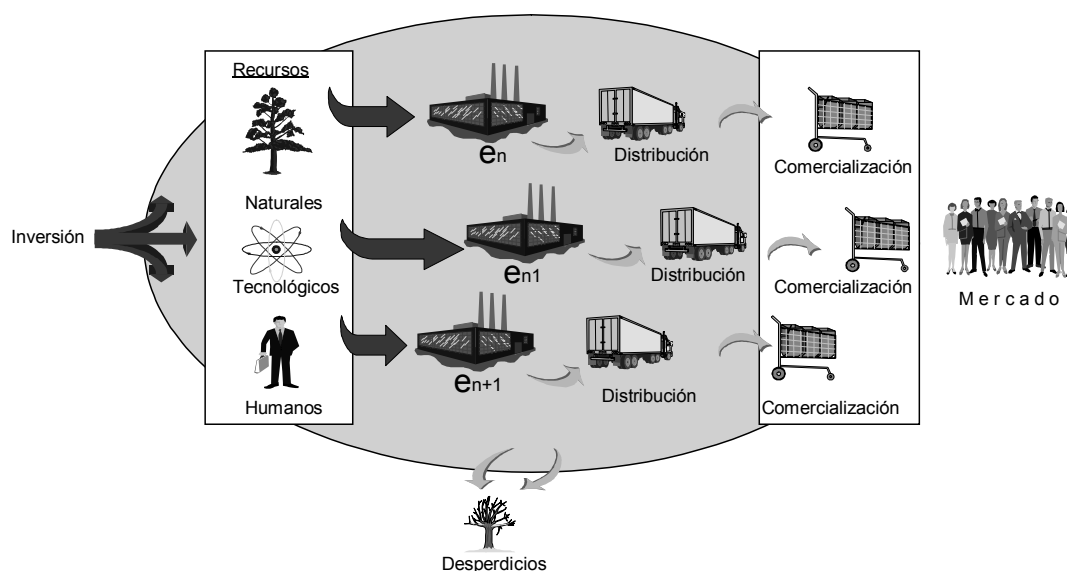 Recursos
en
Distribución
Comercialización
Naturales
Inversión
en1
Distribución
Tecnológicos
Comercialización
Mercado
en+1
Distribución
Humanos
Comercialización
Desperdicios